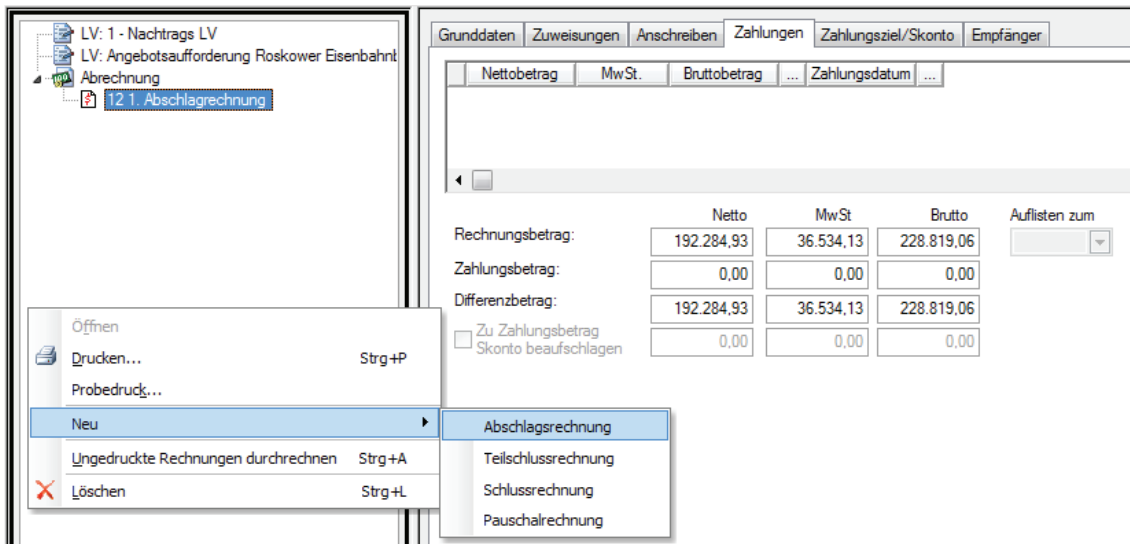 LV: 1 - Nachtrags LV
LV: Angebotsaufforderung Roskower Eisenbahnt
Abrechnung
12 1. Abschlagrechnung
Grunddaten Zuweisungen Anschreiben Zahlungen Zahlungsziel/Skonto Empfänger
Nettobetrag MwSt. Bruttobetrag ... Zahlungsdatum ...
Netto MwSt Brutto Auflisten zum
Rechnungsbetrag: 192.284,93 36.534,13 228.819,06
Zahlungsbetrag: 0,00 0,00 0,00
Differenzbetrag: 192.284,93 36.534,13 228.819,06
Zu Zahlungsbetrag
Skonto beaufschlagen 0,00 0,00 0,00
Öffnen
Drucken... Strg+P
Probedruck...
Neu
Ungedruckte Rechnungen durchrechnen Strg+A
Löschen Strg+L
Abschlagsrechnung
Teilschlussrechnung
Schlussrechnung
Pauschalrechnung